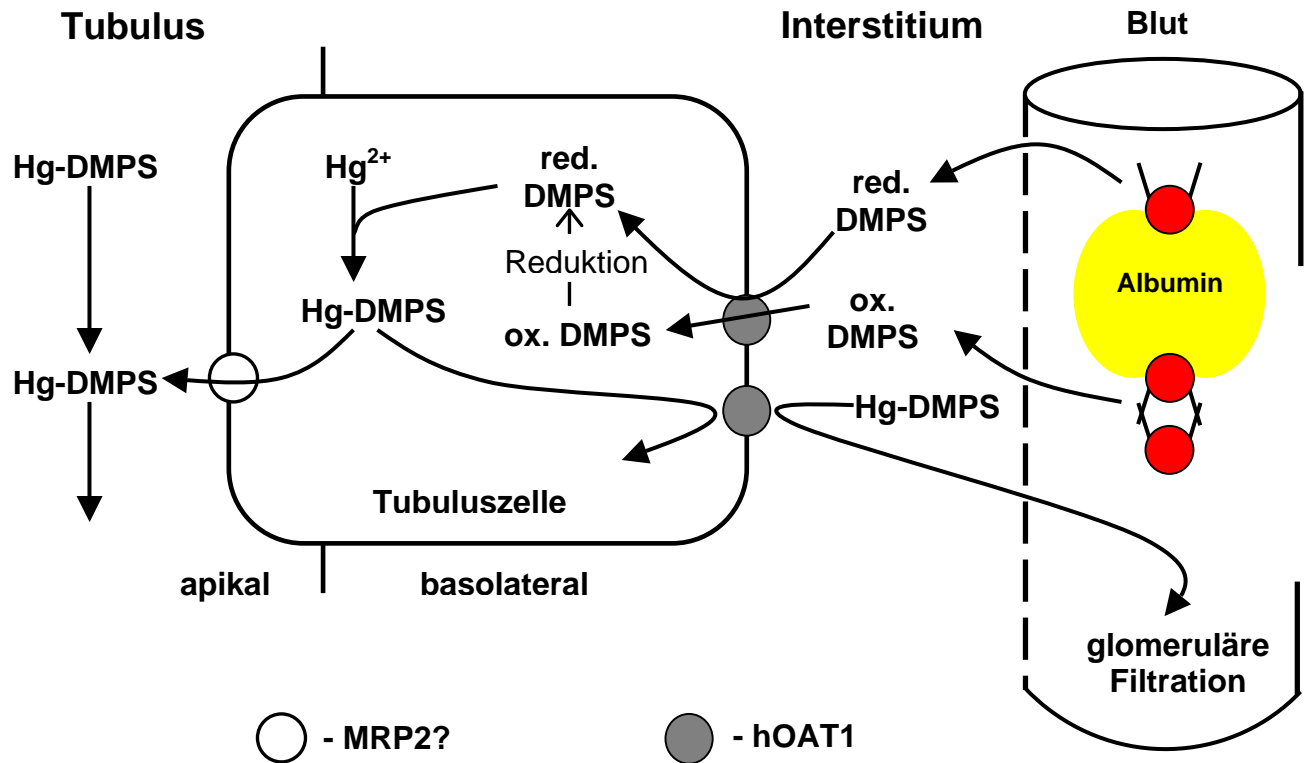 Tubulus
Interstitium
Blut
Hg-DMPS
Hg²⁺
red.
DMPS
red.
DMPS
Reduktion
Albumin
Hg-DMPS
ox. DMPS
ox.
DMPS
Hg-DMPS
Hg-DMPS
Tubuluszelle
apikal
basolateral
glomeruläre
Filtration
- MRP2?
- hOAT1